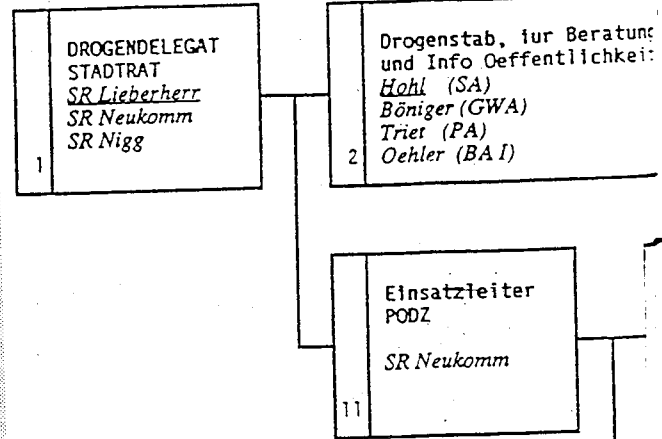 DROGENDELEGAT
STADTRAT
SR Lieberherr
SR Neukomm
SR Nigg
1
Drogenstab, für Beratung
und Info Oeffentlichkeit
Hohl (SA)
Böniger (GWA)
Triet (PA)
Oehler (BA I)
2
Einsatzleiter
PODZ
SR Neukomm
11